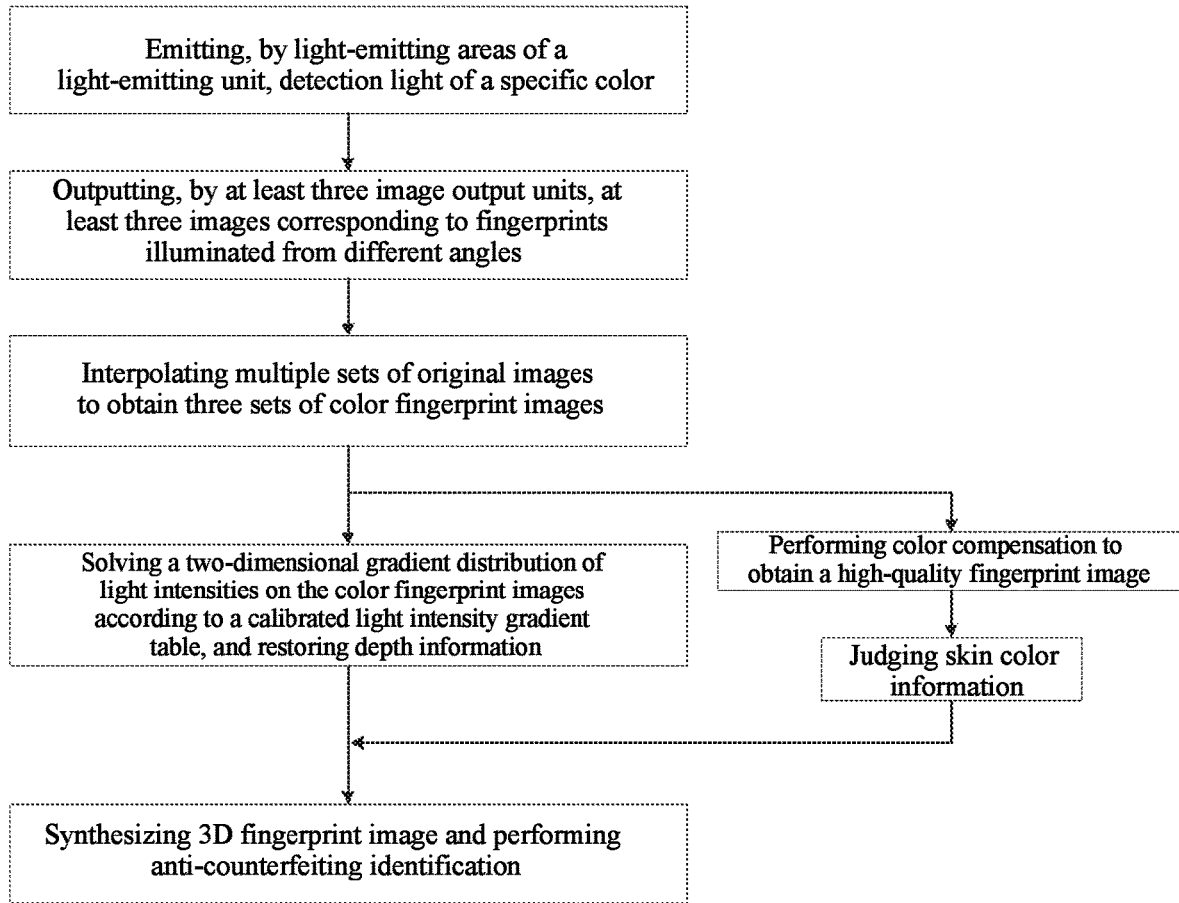 Emitting, by light-emitting areas of a
light-emitting unit, detection light of a specific color
Outputting, by at least three image output units, at
least three images corresponding to fingerprints
illuminated from different angles
Interpolating multiple sets of original images
to obtain three sets of color fingerprint images
Solving a two-dimensional gradient distribution of
light intensities on the color fingerprint images
according to a calibrated light intensity gradient
table, and restoring depth information
Performing color compensation to
obtain a high-quality fingerprint image
Judging skin color
information
Synthesizing 3D fingerprint image and performing
anti-counterfeiting identification